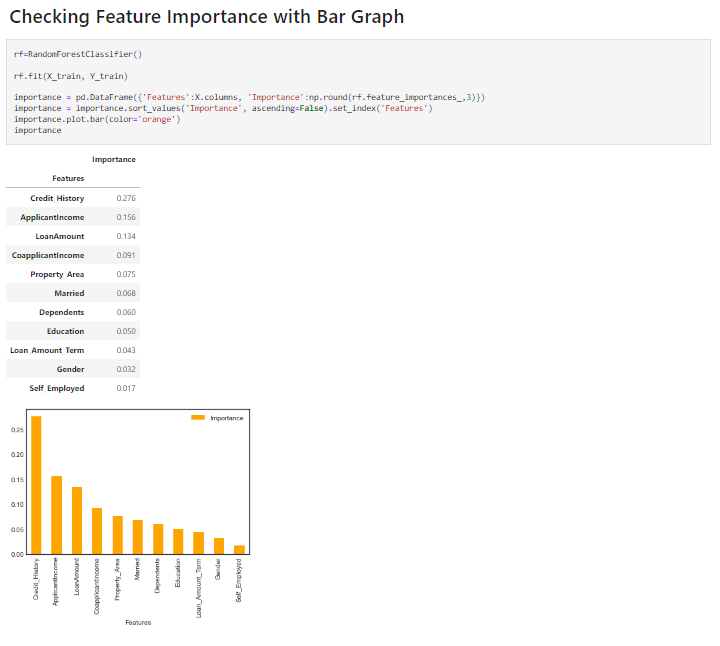 Checking Feature Importance with Bar Graph
rf=RandomForestClassifier()
rf.fit(X_train, Y_train)
importance = pd.DataFrame({'Features':X.columns, 'Importance':np.round(rf.feature_importances_,3)})
importance = importance.sort_values('Importance', ascending=False).set_index('Features')
importance.plot.bar(color='orange')
importance
Importance
Features
Credit History 0.276
ApplicantIncome 0.156
LoanAmount 0.134
CoapplicantIncome 0.091
Property Area 0.075
Married 0.068
Dependents 0.060
Education 0.050
Loan Amount Term 0.043
Gender 0.032
Self Employed 0.017
Importance
0.25
0.20
0.15
0.10
0.05
0.00
Credit_History
ApplicantIncome
LoanAmount
CoapplicantIncome
Property_Area
Married
Dependents
Education
Loan_Amount_Term
Gender
Self_Employed
Features